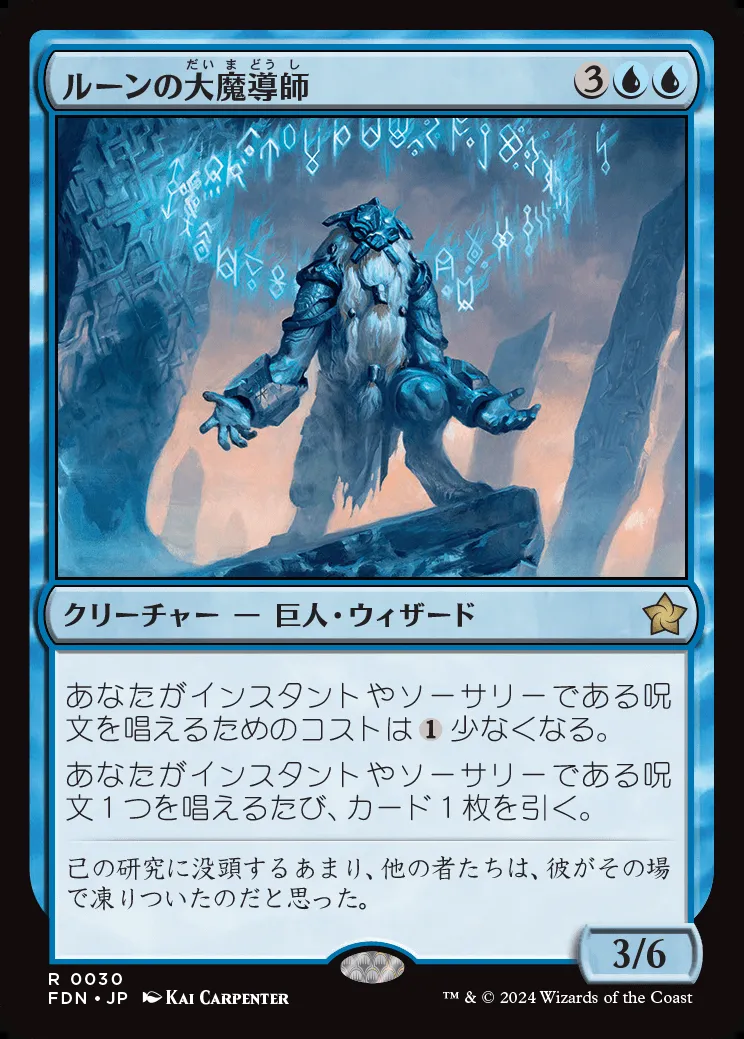 だいまどうし
ルーンの大魔導師 3
クリーチャー — 巨人・ウィザード
あなたがインスタントやソーサリーである呪
文を唱えるためのコストは 1 少なくなる。
あなたがインスタントやソーサリーである呪
文1つを唱えるたび、カード1枚を引く。
己の研究に没頭するあまり、他の者たちは、彼がその場
で凍りついたのだと思った。
3/6
R 0030
FDN・JP KAI CARPENTER
™ & © 2024 Wizards of the Coast